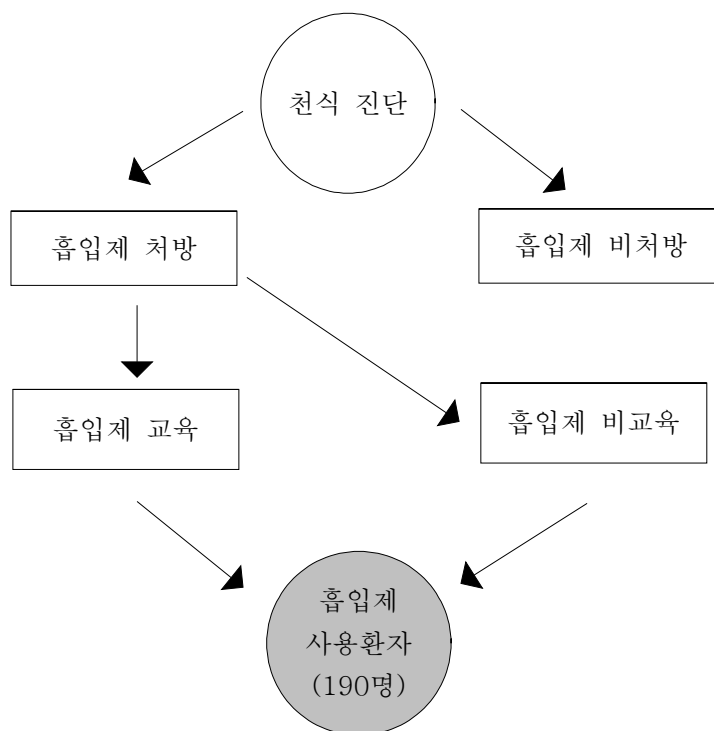 천식 진단
흡입제 처방
흡입제 비처방
흡입제 교육
흡입제 비교육
흡입제
사용환자
(190명)